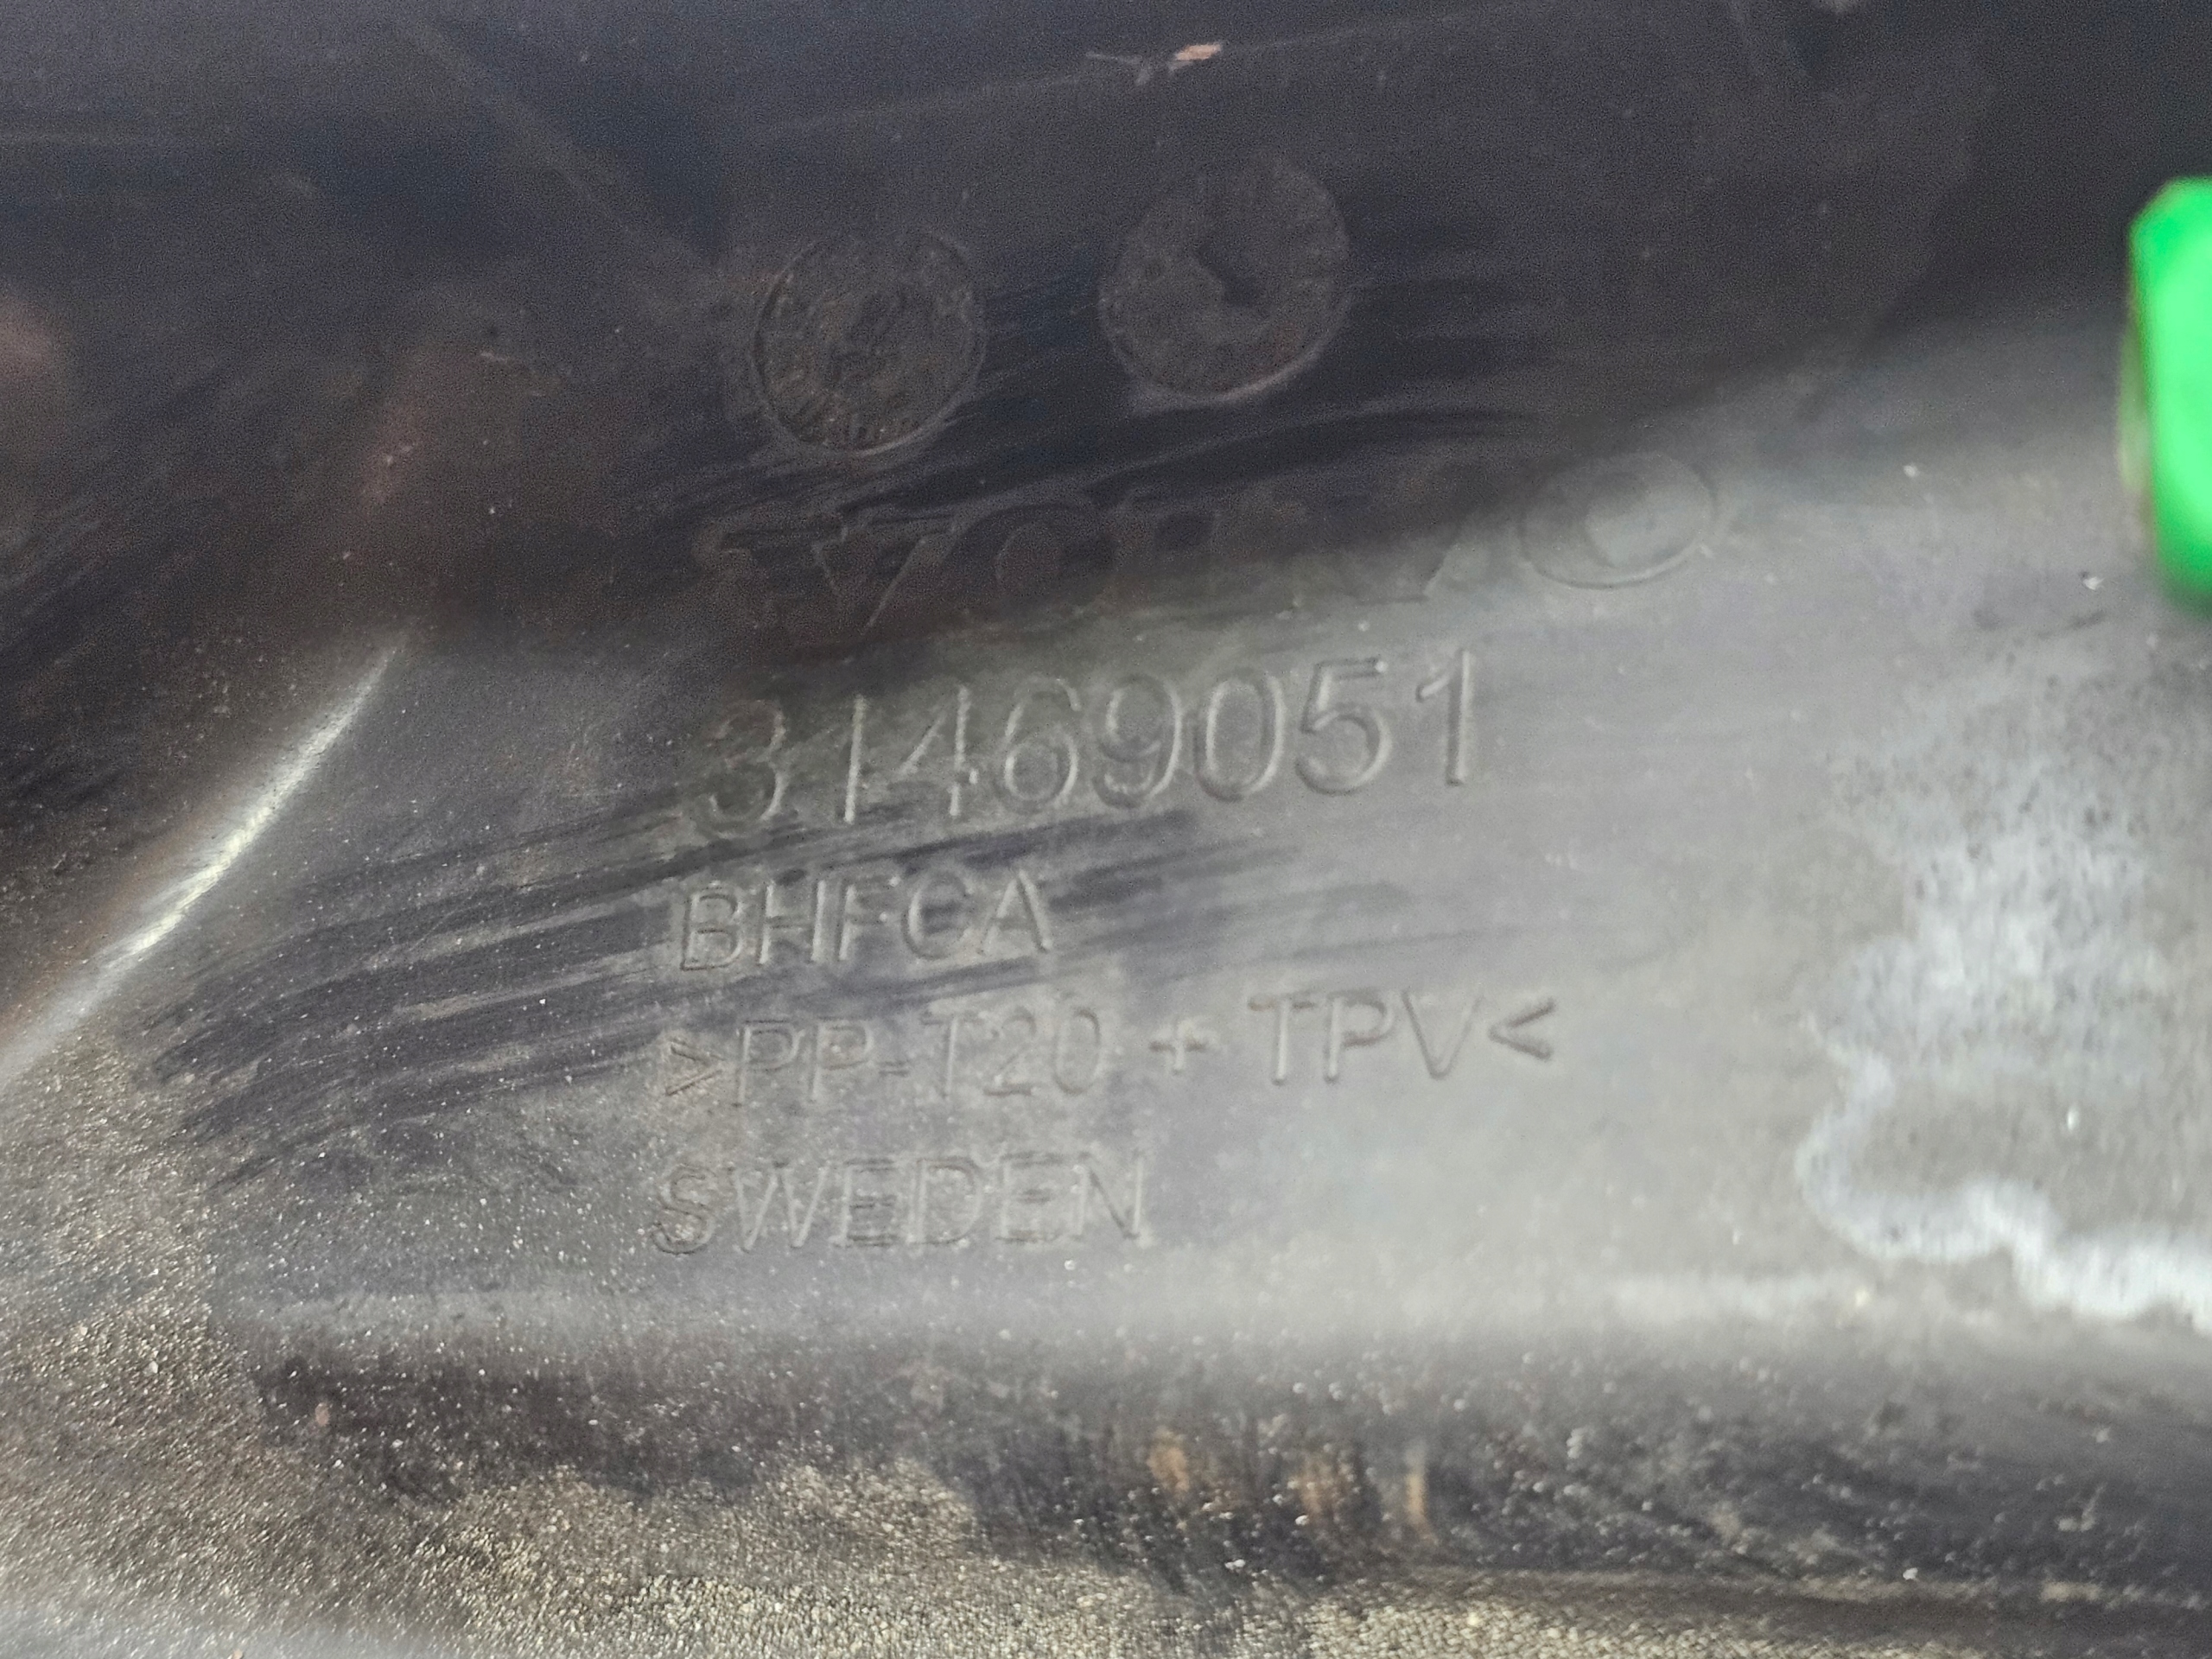 VOLVO
31469051
BHFCA
>PP-T20 + TPV<
SWEDEN